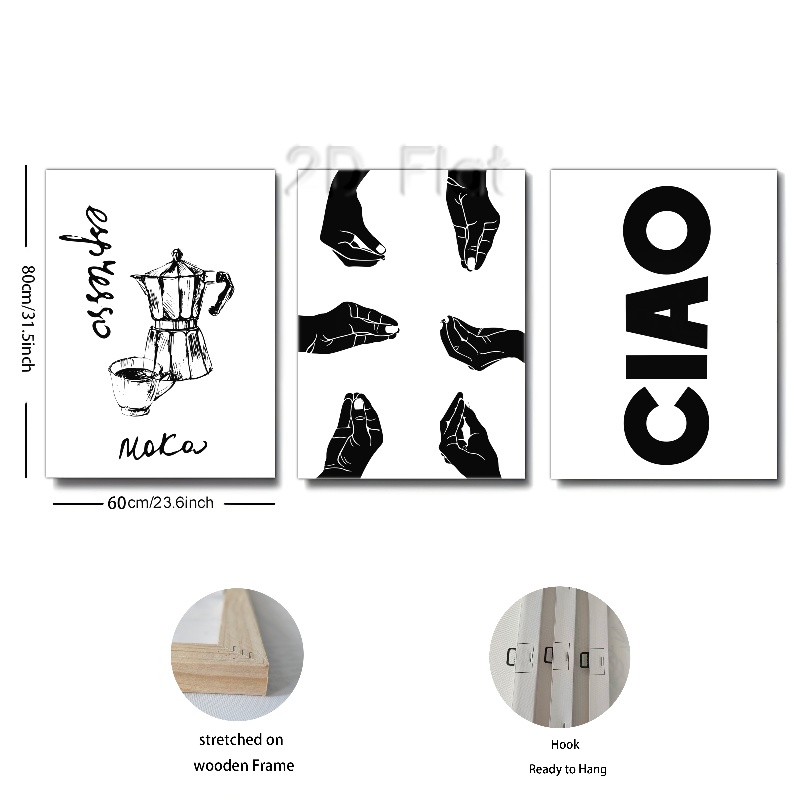 2D Flat
espresso
Moka
CIAO
80cm/31.5inch
60cm/23.6inch
stretched on
wooden Frame
Hook
Ready to Hang